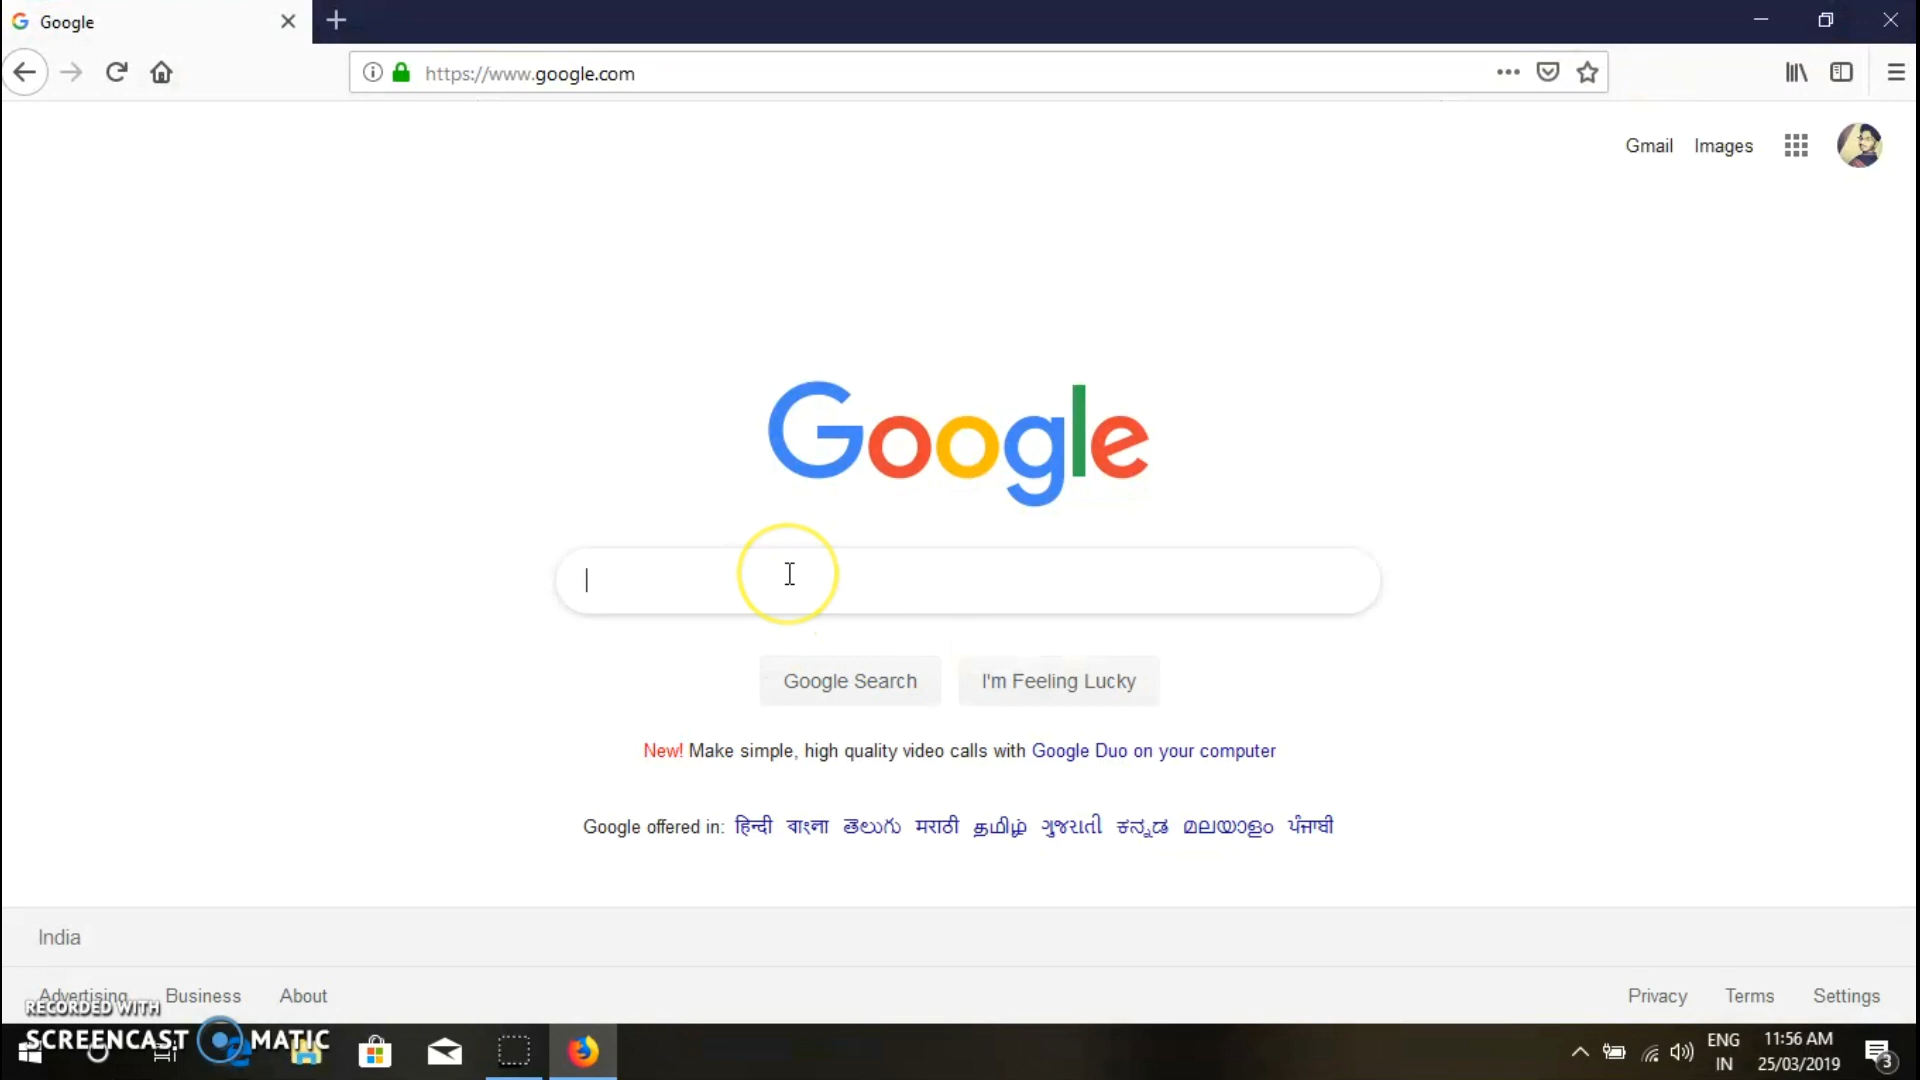 Google
https://www.google.com
Gmail Images
Google
Google Search I'm Feeling Lucky
New! Make simple, high quality video calls with Google Duo on your computer
Google offered in: हिन्दी বাংলা తెలుగు मराठी தமிழ் ગુજરાતી ಕನ್ನಡ മലയാളം ਪੰਜਾਬੀ
India
Advertising Business About Privacy Terms Settings
RECORDED WITH
SCREENCAST MATIC
ENG 11:56 AM
IN 25/03/2019 3